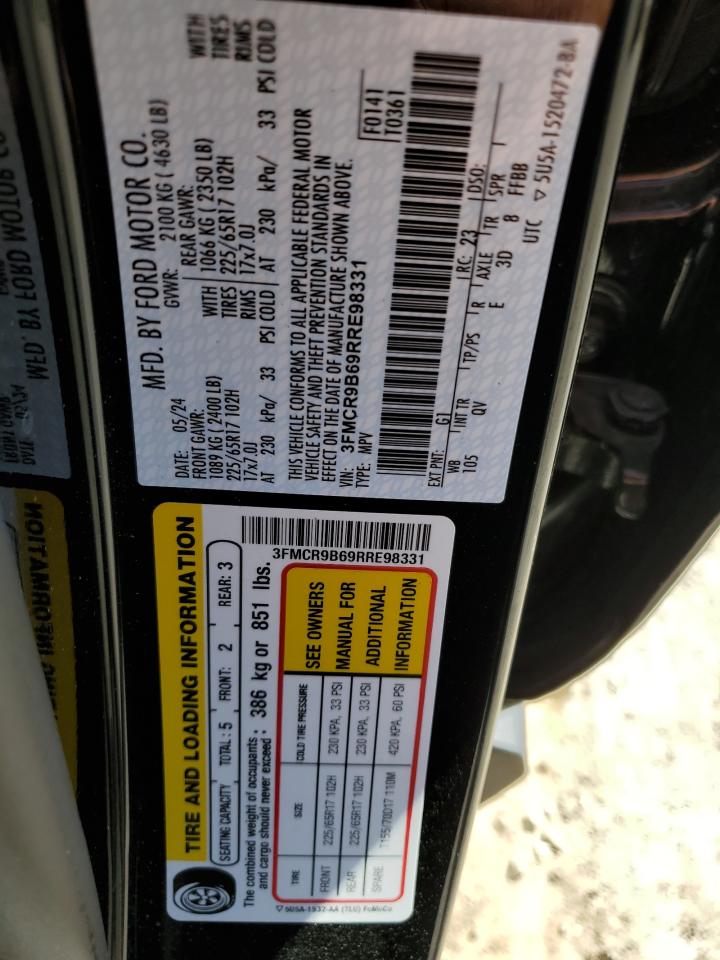 MFD. BY FORD MOTOR CO.
DATE: 05/24 GVWR: 2100 KG ( 4630 LB)
FRONT GAWR: REAR GAWR:
1089 KG ( 2400 LB) WITH 1066 KG ( 2350 LB) WITH
225/65R17 102H TIRES 225/65R17 102H TIRES
17x7.0J RIMS 17x7.0J RIMS
AT 230 kPa/ 33 PSI COLD AT 230 kPa/ 33 PSI COLD
THIS VEHICLE CONFORMS TO ALL APPLICABLE FEDERAL MOTOR
VEHICLE SAFETY AND THEFT PREVENTION STANDARDS IN
EFFECT ON THE DATE OF MANUFACTURE SHOWN ABOVE.
VIN: 3FMCR9B69RRE98331
TYPE: MPV
F0141
T0361
EXT PNT: G1 RC: 23 DSO:
WB INT TR TP/PS R AXLE TR SPR
105 QV E 3D 8 FFBB
UTC ▽ 5U5A-1520472-BA
TIRE AND LOADING INFORMATION
SEATING CAPACITY TOTAL : 5 FRONT: 2 REAR: 3
The combined weight of occupants and cargo should never exceed : 386 kg or 851 lbs.
3FMCR9B69RRE98331
TIRE SIZE COLD TIRE PRESSURE
FRONT 225/65R17 102H 230 KPA, 33 PSI
REAR 225/65R17 102H 230 KPA, 33 PSI
SPARE T155/70D17 110M 420 KPA, 60 PSI
SEE OWNERS
MANUAL FOR
ADDITIONAL
INFORMATION
▽ 5U5A-1532-AA (TLU) FoMoCo
MFD. BY FORD MOTOR CO